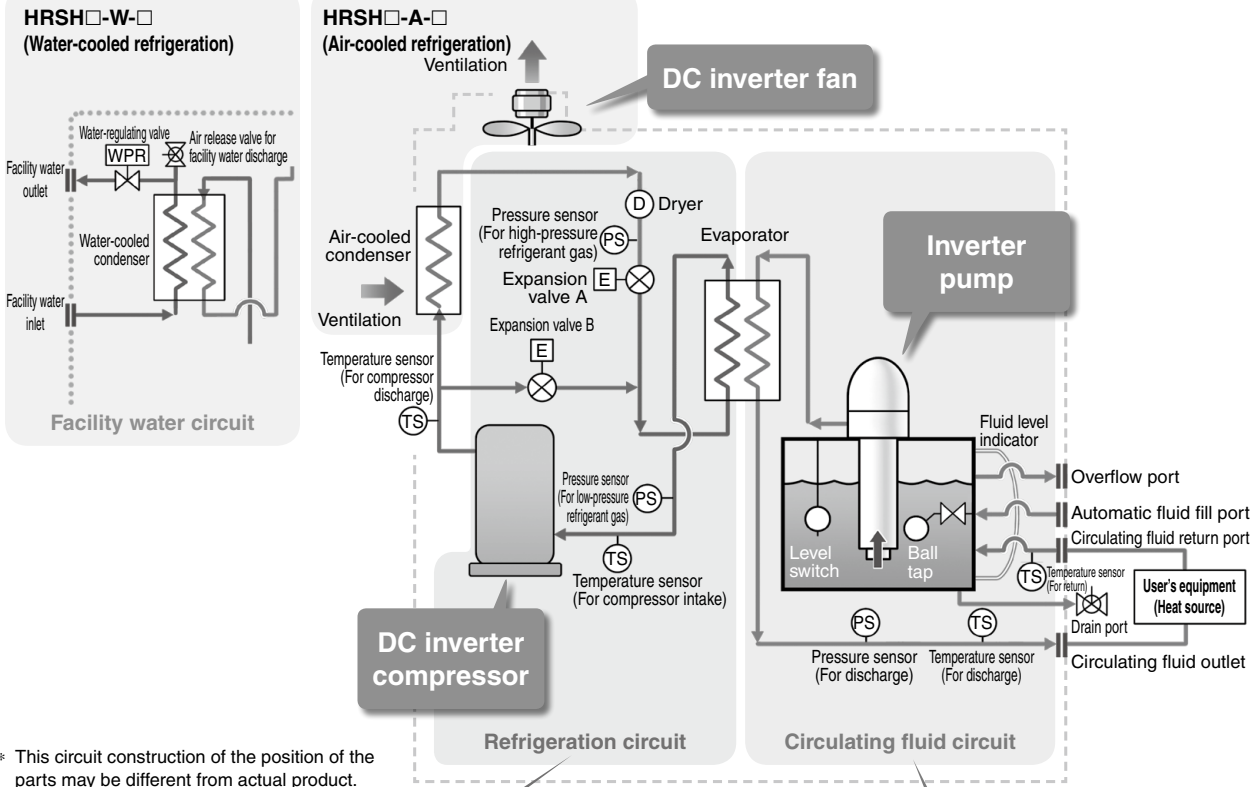 HRSH□-W-□
(Water-cooled refrigeration)
Water-regulating valve
WPR
Air release valve for
facility water discharge
Facility water
outlet
Water-cooled
condenser
Facility water
inlet
Facility water circuit
HRSH□-A-□
(Air-cooled refrigeration)
Ventilation
DC inverter fan
Air-cooled
condenser
Ventilation
D
Dryer
Pressure sensor
(For high-pressure
refrigerant gas)
PS
Expansion
valve A
E
Evaporator
Inverter
pump
Expansion valve B
E
Temperature sensor
(For compressor
discharge)
TS
Pressure sensor
(For low-pressure
refrigerant gas)
PS
TS
Temperature sensor
(For compressor intake)
DC inverter
compressor
Fluid level
indicator
Level
switch
Ball
tap
Overflow port
Automatic fluid fill port
Circulating fluid return port
TS
Temperature sensor
(For return)
User's equipment
(Heat source)
Drain port
PS
Pressure sensor
(For discharge)
TS
Temperature sensor
(For discharge)
Circulating fluid outlet
Refrigeration circuit
Circulating fluid circuit
* This circuit construction of the position of the
parts may be different from actual product.